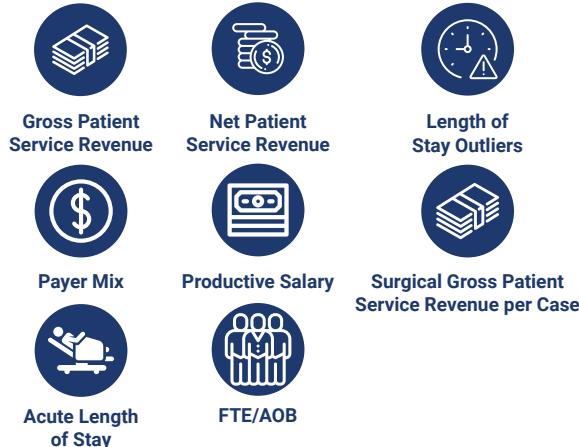 Gross Patient
Service Revenue
Net Patient
Service Revenue
Length of
Stay Outliers
Payer Mix
Productive Salary
Surgical Gross Patient
Service Revenue per Case
Acute Length
of Stay
FTE/AOB